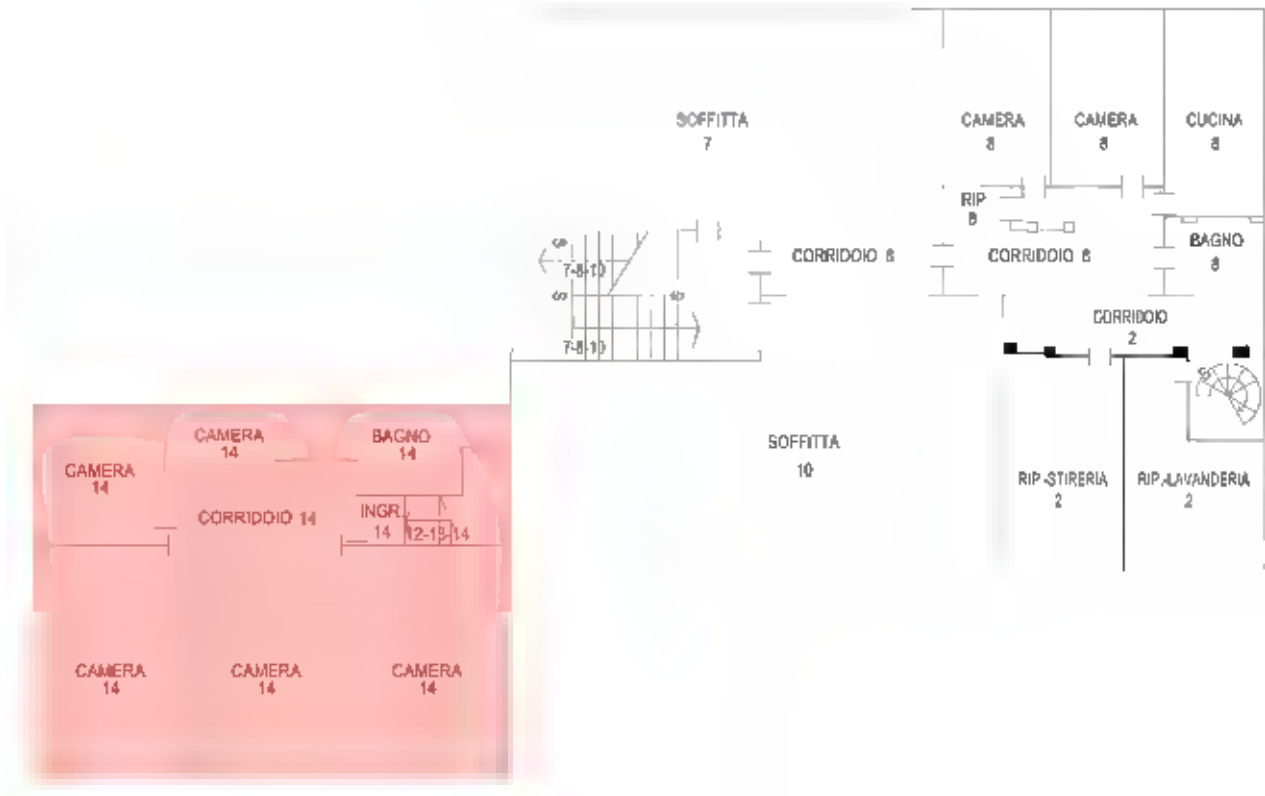 SOFFITTA
7
CAMERA
8
CAMERA
8
CUCINA
8
RIP
8
BAGNO
8
CORRIDOIO 8
CORRIDOIO 8
7-8-10
7-8-10
CORRIDOIO
2
CAMERA
14
BAGNO
14
CAMERA
14
SOFFITTA
10
RIP.-STIRERIA
2
RIP.-LAVANDERIA
2
CORRIDOIO 14
INGR.
14
12-13-14
CAMERA
14
CAMERA
14
CAMERA
14